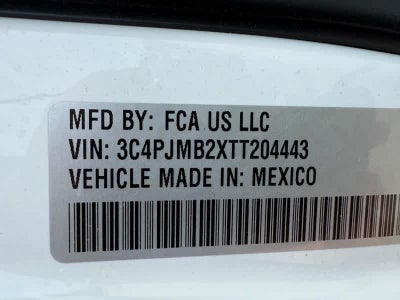 MFD BY: FCA US LLC
VIN: 3C4PJMB2XTT204443
VEHICLE MADE IN: MEXICO